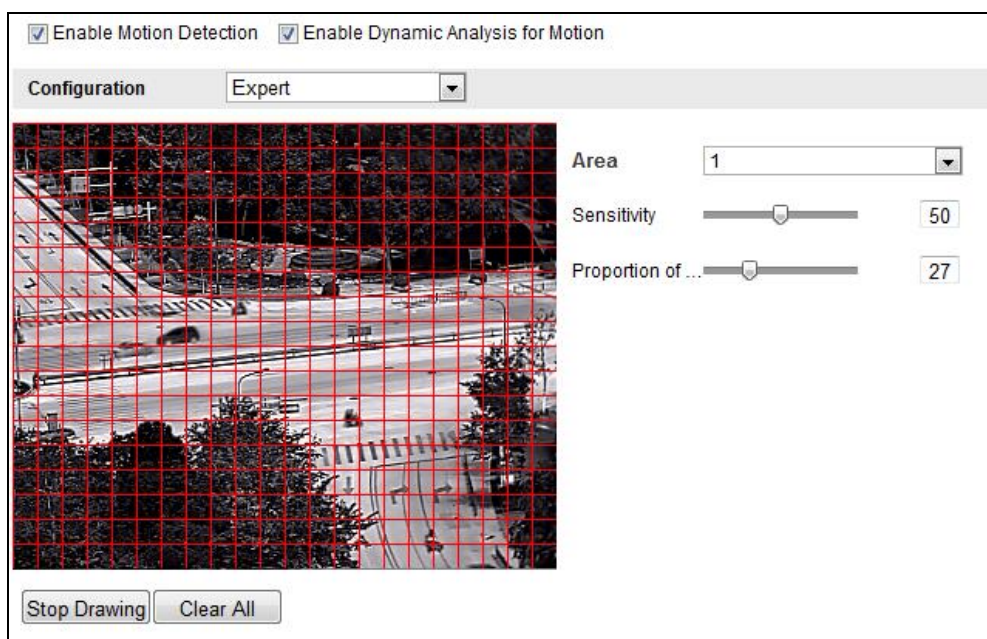 Enable Motion Detection Enable Dynamic Analysis for Motion
Configuration Expert
Area 1
Sensitivity 50
Proportion of ... 27
Stop Drawing Clear All